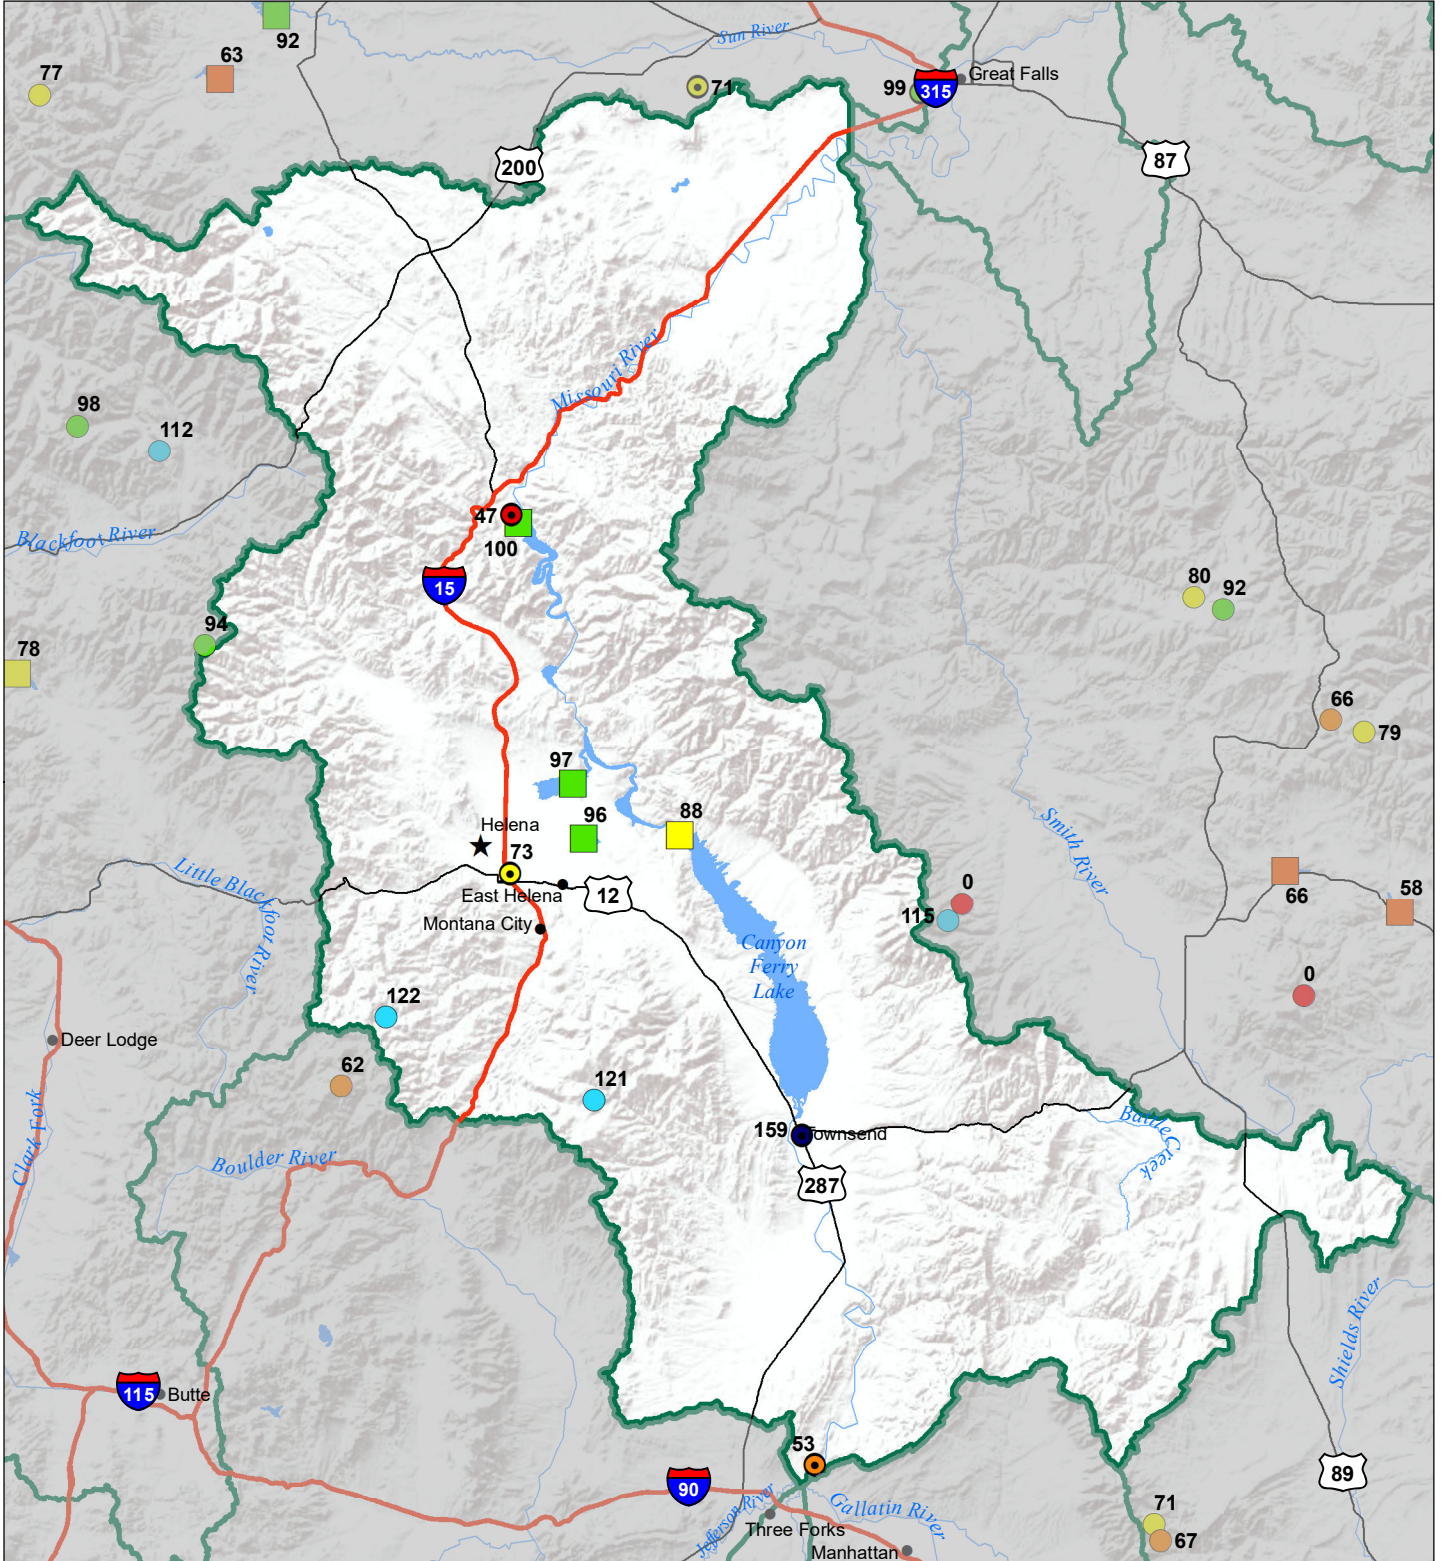 92
63
77
Sun River
71
99
315
Great Falls
200
87
Missouri River
98
112
47
100
Blackfoot River
15
80
92
94
78
66
79
97
96
88
Helena
73
Smith River
Little Blackfoot River
East Helena
12
0
115
66
58
Montana City
Canyon
Ferry
Lake
0
122
Deer Lodge
62
121
Clark Fork
159
Townsend
Battle Creek
Boulder River
287
Shields River
115
Butte
53
90
89
Jefferson River
Gallatin River
71
67
Three Forks
Manhattan